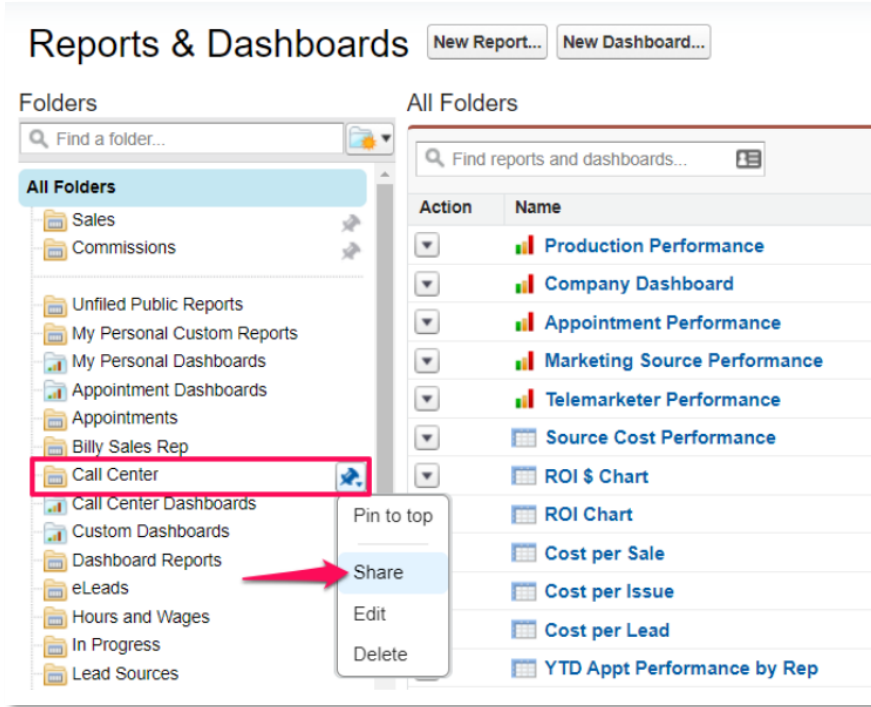 Reports & Dashboards
New Report...
New Dashboard...
Folders
Find a folder...
All Folders
Sales
Commissions
Unfiled Public Reports
My Personal Custom Reports
My Personal Dashboards
Appointment Dashboards
Appointments
Billy Sales Rep
Call Center
Call Center Dashboards
Custom Dashboards
Dashboard Reports
eLeads
Hours and Wages
In Progress
Lead Sources
Pin to top
Share
Edit
Delete
All Folders
Find reports and dashboards...
Action Name
Production Performance
Company Dashboard
Appointment Performance
Marketing Source Performance
Telemarketer Performance
Source Cost Performance
ROI $ Chart
ROI Chart
Cost per Sale
Cost per Issue
Cost per Lead
YTD Appt Performance by Rep